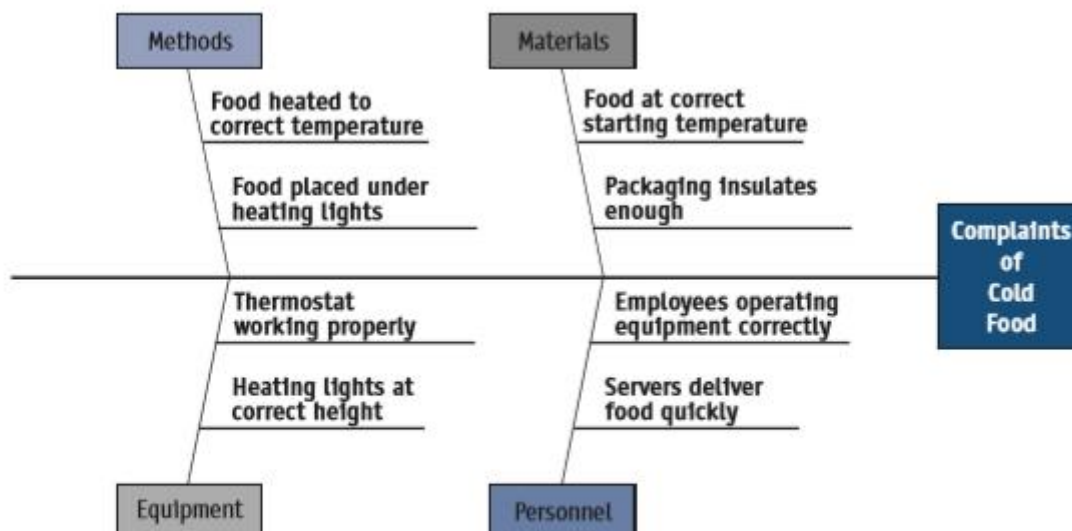 Methods
Materials
Food heated to
correct temperature
Food at correct
starting temperature
Food placed under
heating lights
Packaging insulates
enough
Complaints
of
Cold
Food
Thermostat
working properly
Employees operating
equipment correctly
Heating lights at
correct height
Servers deliver
food quickly
Equipment
Personnel